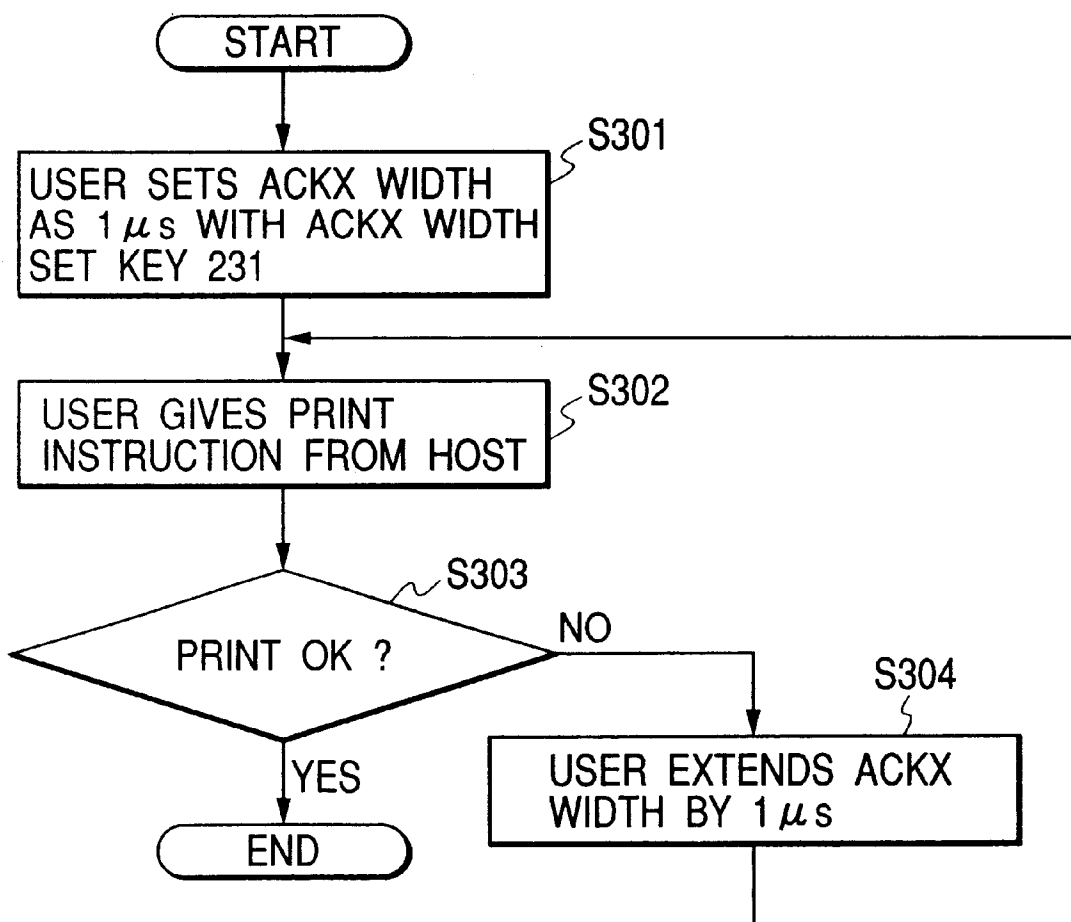 START
S301
USER SETS ACKX WIDTH
AS 1 μs WITH ACKX WIDTH
SET KEY 231
S302
USER GIVES PRINT
INSTRUCTION FROM HOST
S303
PRINT OK ?
NO
YES
S304
USER EXTENDS ACKX
WIDTH BY 1 μs
END